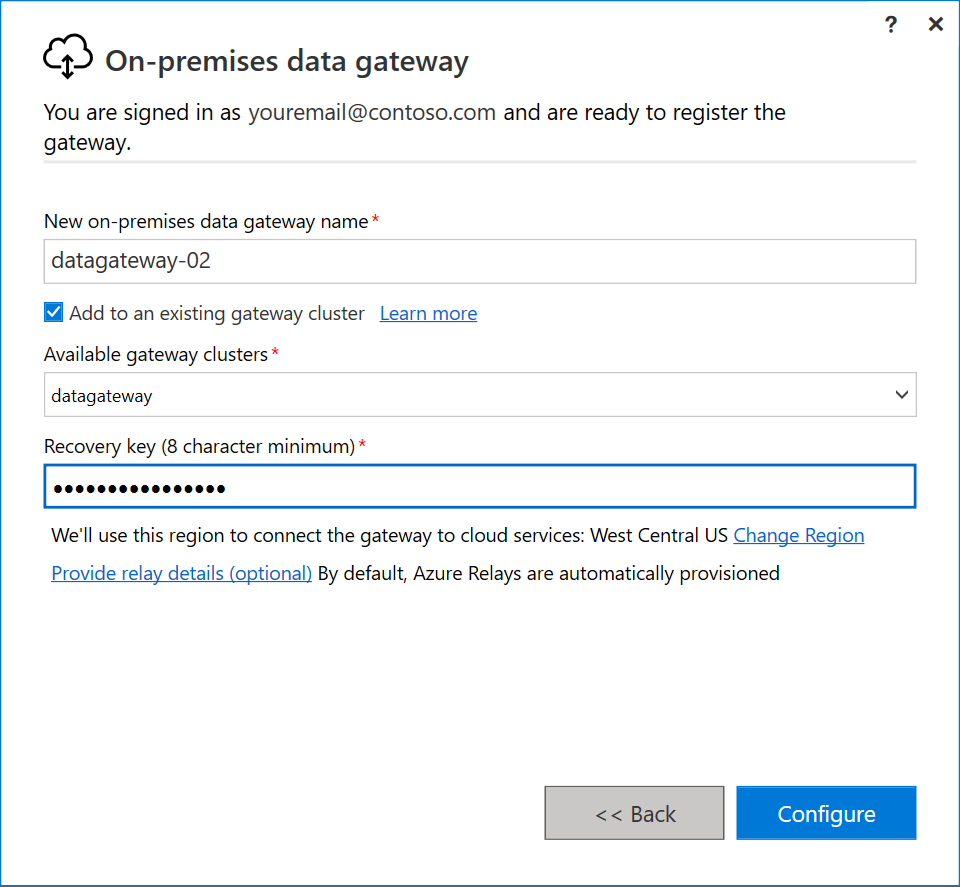 ?
On-premises data gateway
You are signed in as youremail@contoso.com and are ready to register the
gateway.
New on-premises data gateway name*
datagateway-02
Add to an existing gateway cluster Learn more
Available gateway clusters*
datagateway
Recovery key (8 character minimum)*
••••••••••••••••
We'll use this region to connect the gateway to cloud services: West Central US Change Region
Provide relay details (optional) By default, Azure Relays are automatically provisioned
<< Back
Configure